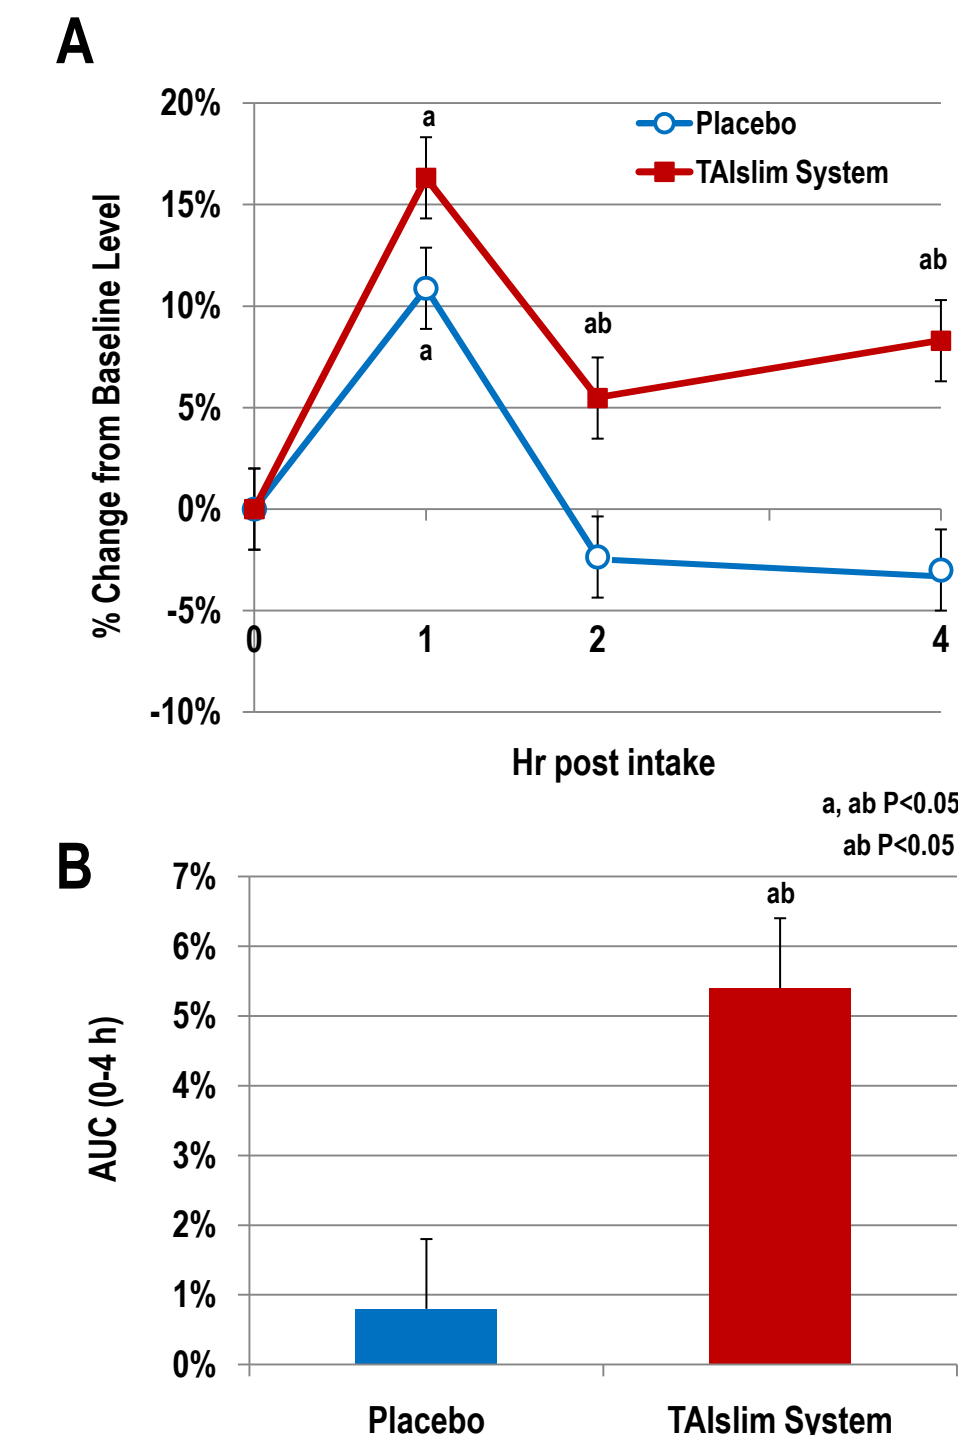 A
20%
15%
10%
5%
0%
-5%
-10%
% Change from Baseline Level
Placebo
TAIslim System
a
a
ab
ab
0
1
2
4
Hr post intake
a, ab P<0.05
ab P<0.05
B
7%
6%
5%
4%
3%
2%
1%
0%
AUC (0-4 h)
ab
Placebo
TAIslim System